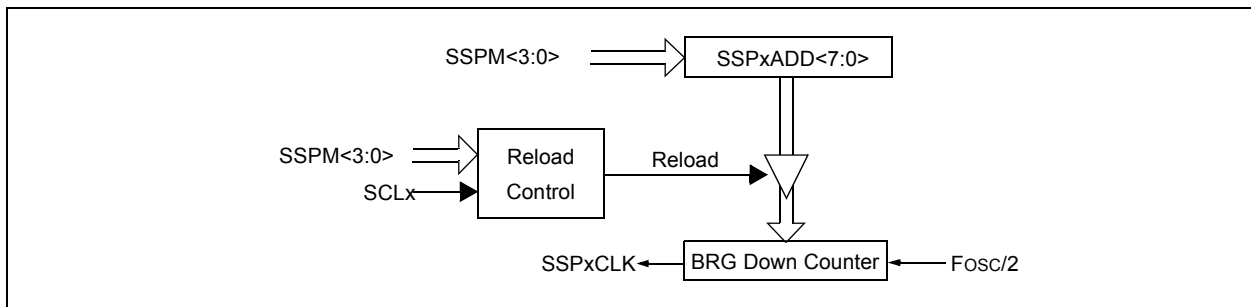 SSPM<3:0>
SSPxADD<7:0>
SSPM<3:0>
Reload
Control
Reload
SCLx
SSPxCLK
BRG Down Counter
FOSC/2